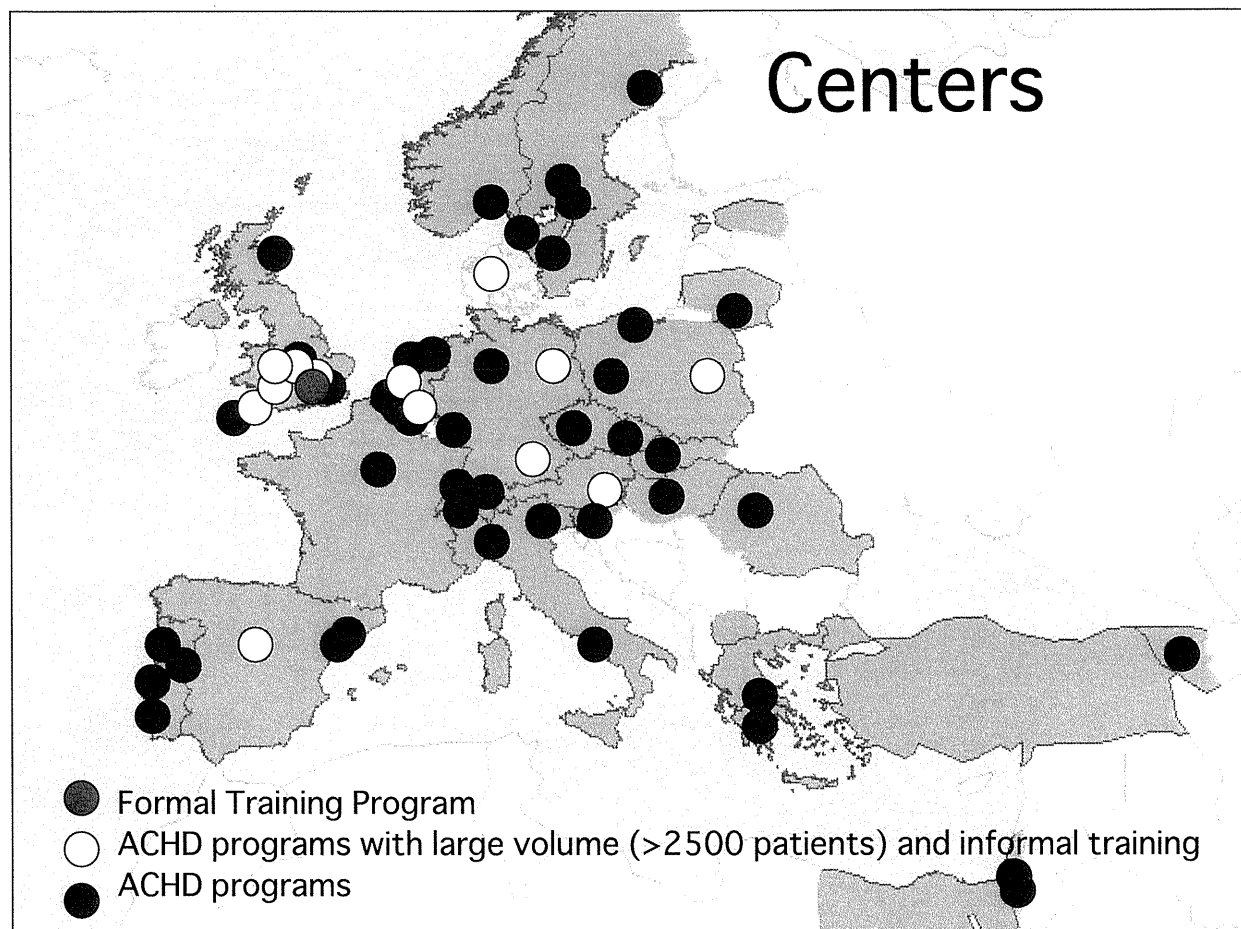 Centers
Formal Training Program
ACHD programs with large volume (>2500 patients) and informal training
ACHD programs